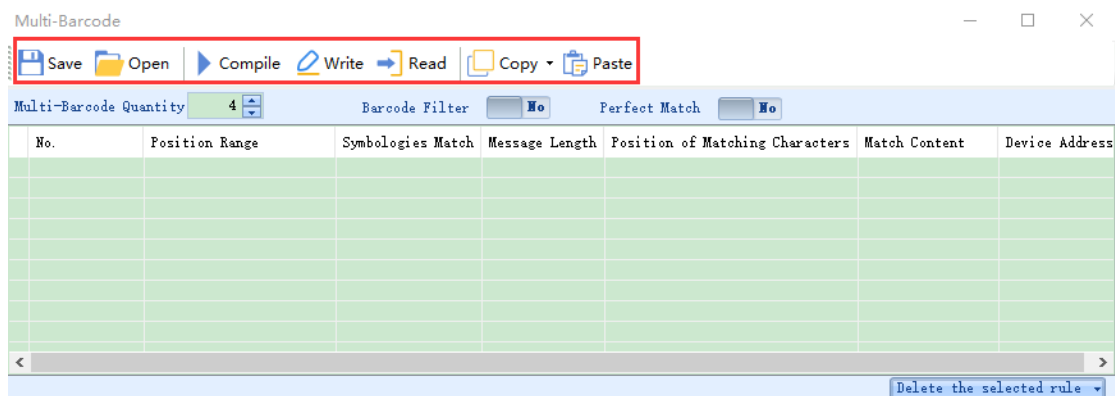 Multi-Barcode
Save Open Compile Write Read Copy Paste
Multi-Barcode Quantity 4 Barcode Filter No Perfect Match No
No. Position Range Symbologies Match Message Length Position of Matching Characters Match Content Device Address
Delete the selected rule